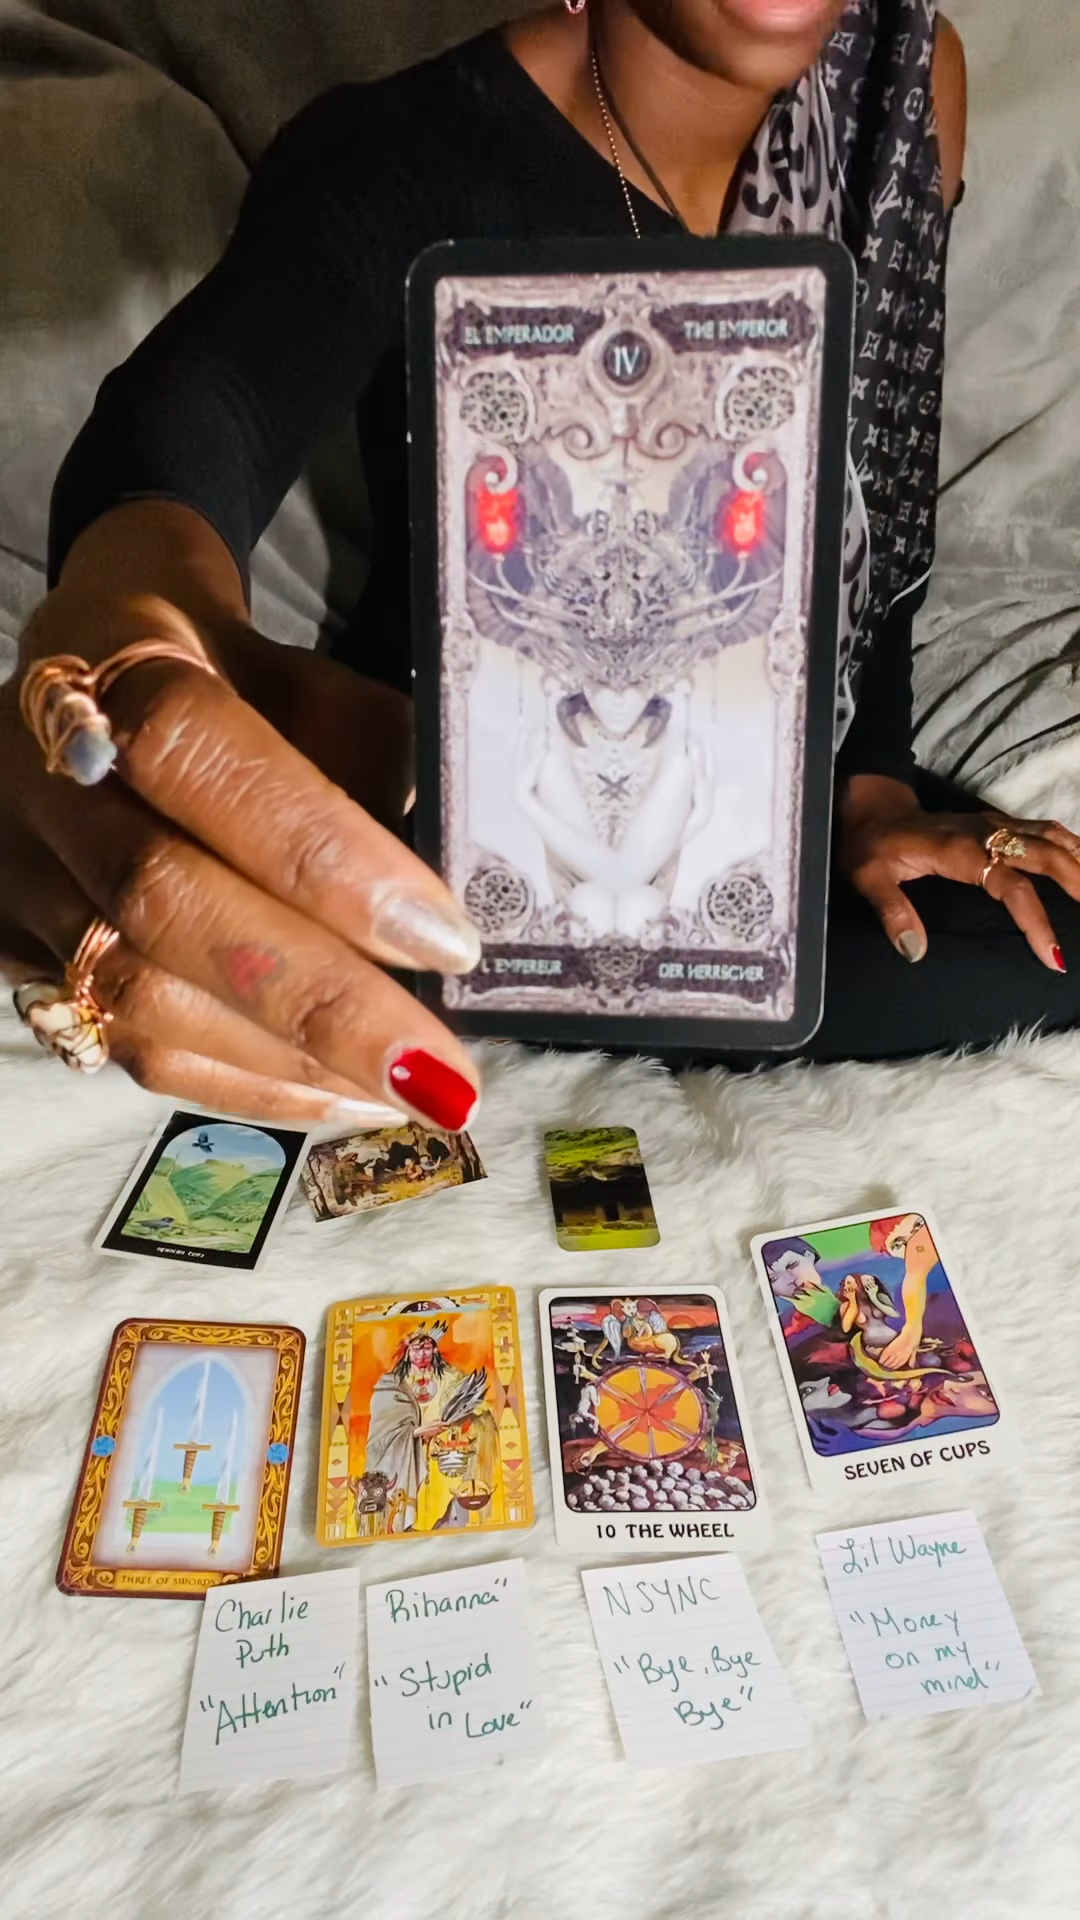 EL EMPERADOR
IV
THE EMPEROR
L'EMPEREUR
DER HERRSCHER
15
THREE OF SWORDS
10 THE WHEEL
SEVEN OF CUPS
Charlie
Puth
"Attention"
Rihanna"
"Stupid
in Love"
NSYNC
"Bye, Bye
Bye"
Lil Wayne
"Money
on my
mind"